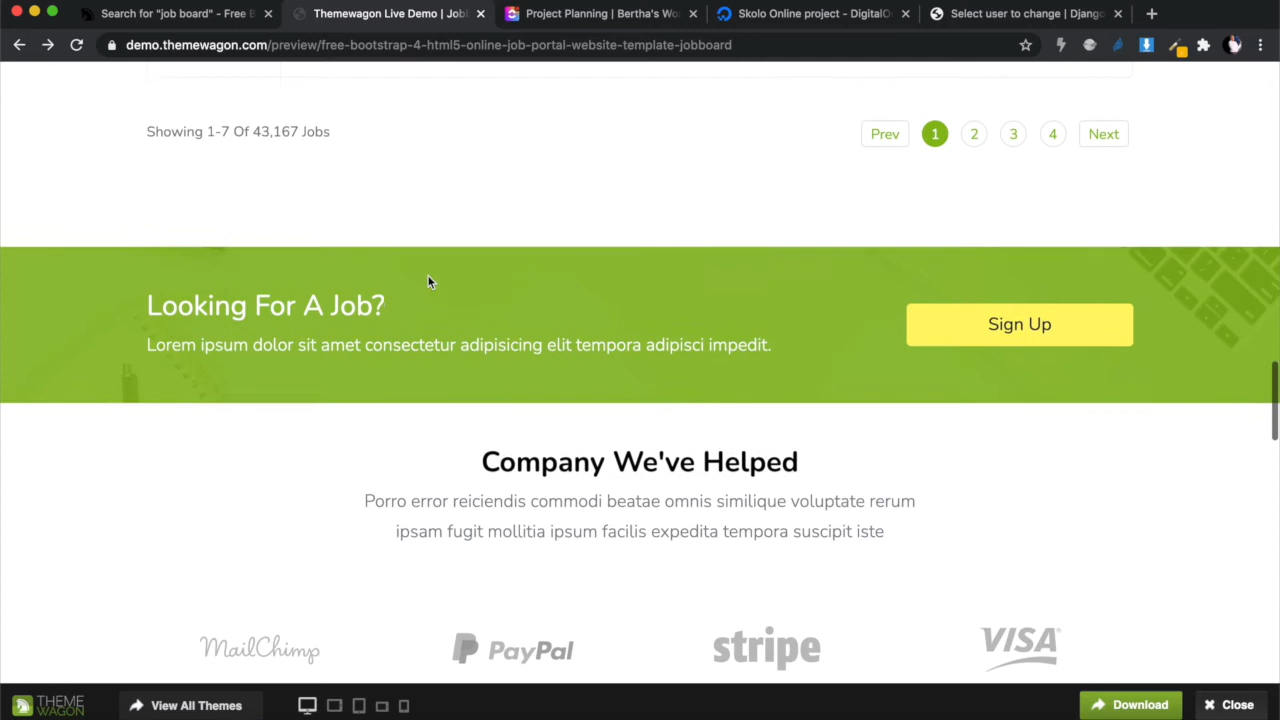 Search for "job board" - Free B
Themewagon Live Demo | Job
Project Planning | Bertha's Wo
Skolo Online project - DigitalO
Select user to change | Django
demo.themewagon.com/preview/free-bootstrap-4-html5-online-job-portal-website-template-jobboard
Showing 1-7 Of 43,167 Jobs
Prev 1 2 3 4 Next
Looking For A Job?
Lorem ipsum dolor sit amet consectetur adipisicing elit tempora adipisci impedit.
Sign Up
Company We've Helped
Porro error reiciendis commodi beatae omnis similique voluptate rerum
ipsam fugit mollitia ipsum facilis expedita tempora suscipit iste
MailChimp PayPal stripe VISA
THEME
WAGON
View All Themes
Download
Close